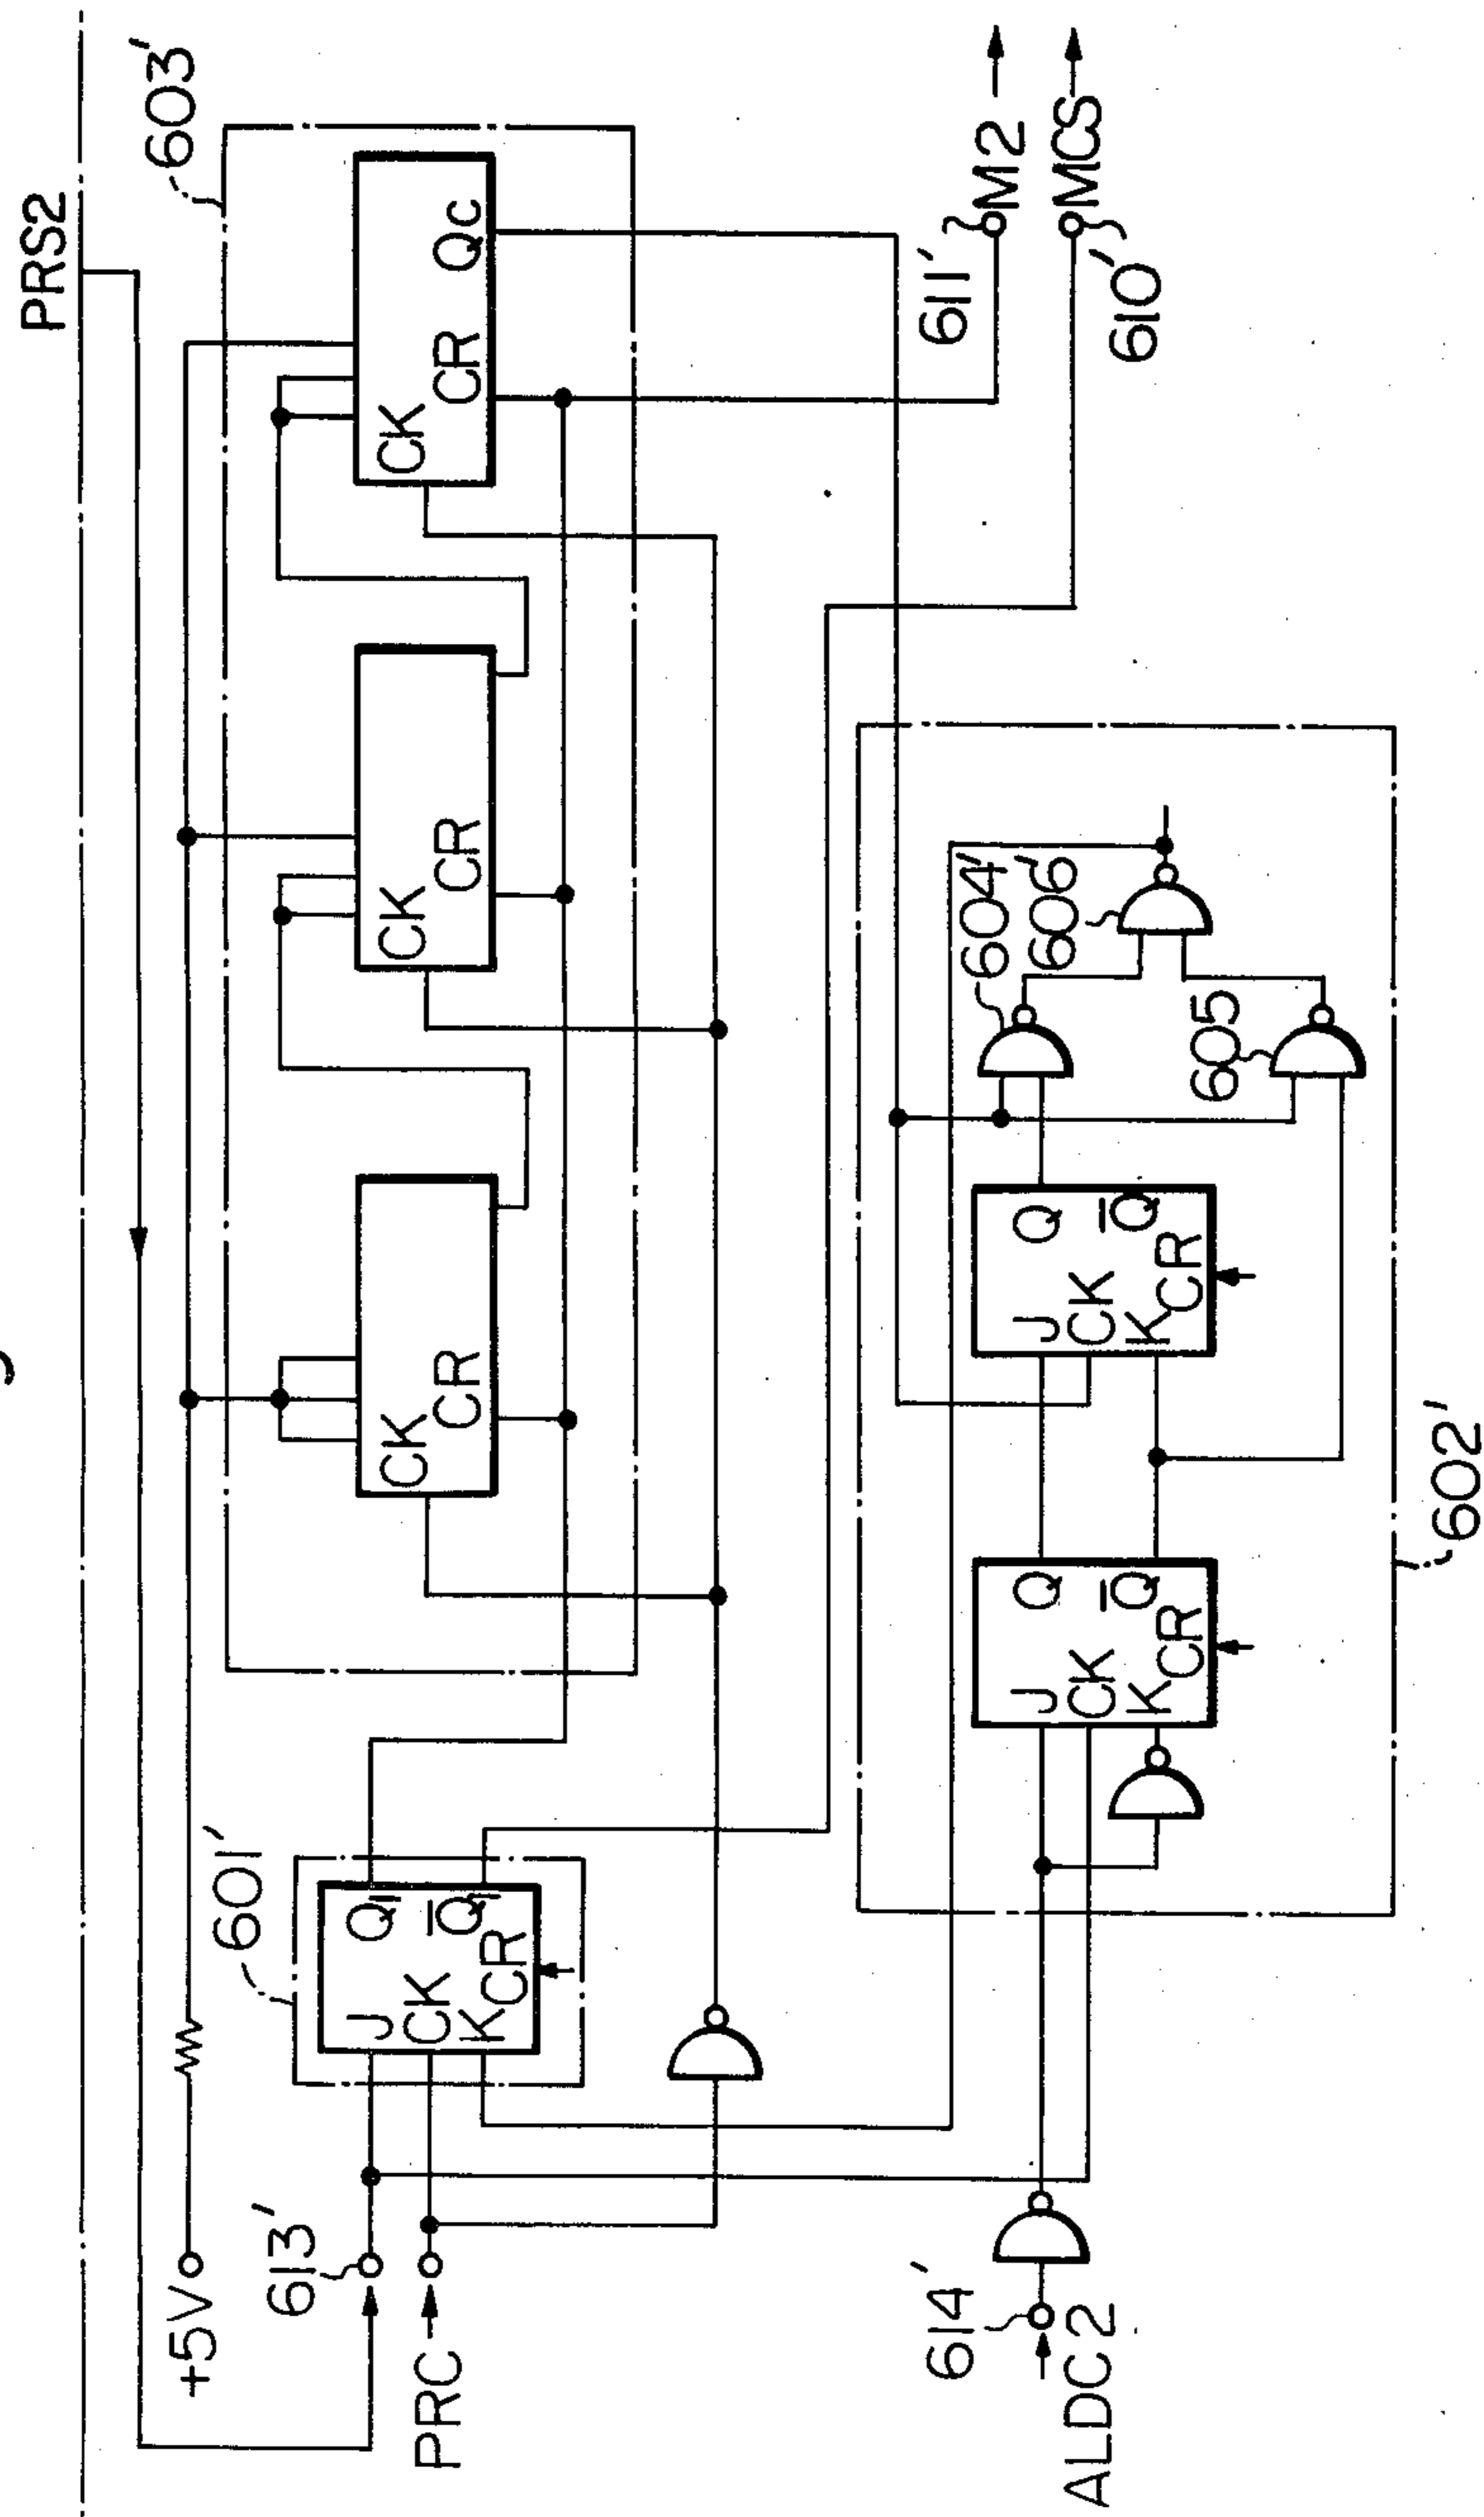 PRS2
603'
+5V
601'
613'
PRC
J Q1
CK Q̅1
K CR
CK CR
CK CR
CK CR QC
611' M2
610' MCS
614'
ALDC2
J Q
CK Q̅
K CR
J Q
CK Q̅
K CR
604'
606'
605'
602'